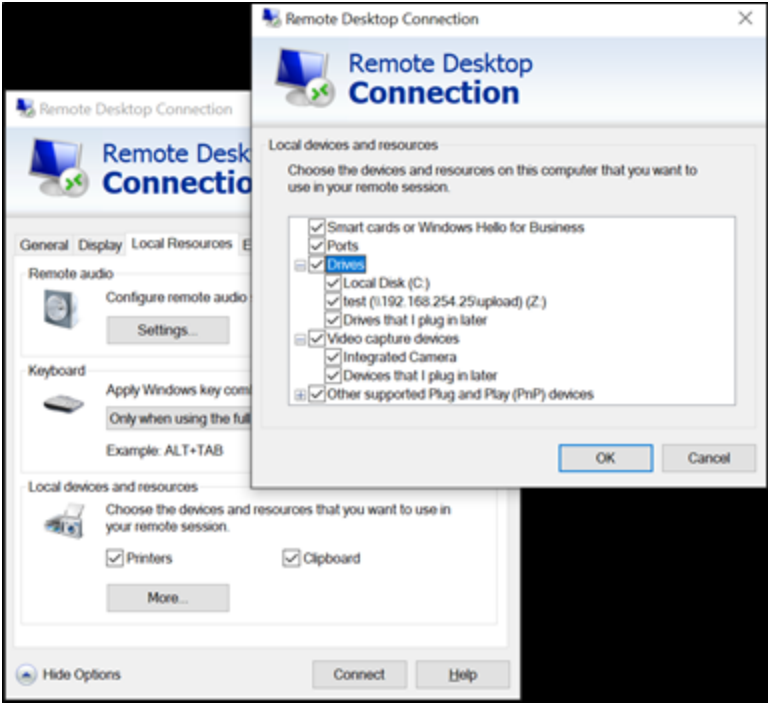 Remote Desktop Connection
Remote Desktop
Connection
Local devices and resources
Choose the devices and resources on this computer that you want to
use in your remote session.
Smart cards or Windows Hello for Business
Ports
Drives
Local Disk (C:)
test (\\192.168.254.25\upload) (Z:)
Drives that I plug in later
Video capture devices
Integrated Camera
Devices that I plug in later
Other supported Plug and Play (PnP) devices
OK Cancel
Remote Desktop Connection
Remote Desk
Connectio
General Display Local Resources E
Remote audio
Configure remote audio
Settings...
Keyboard
Apply Windows key com
Only when using the full
Example: ALT+TAB
Local devices and resources
Choose the devices and resources that you want to use in
your remote session.
Printers Clipboard
More...
Hide Options Connect Help